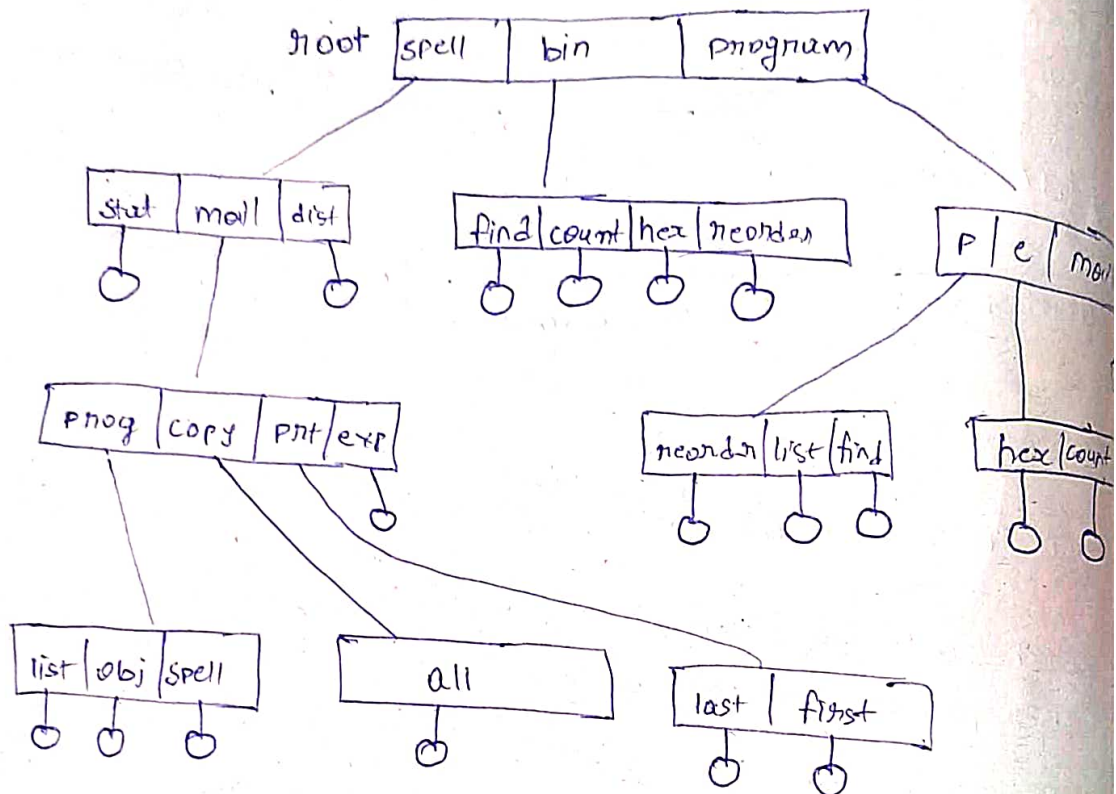 root spell bin program
stat mail dist
find count hex reorder
P e
prog copy prt exp
reorder list find
hex count
list obj spell
all
last first